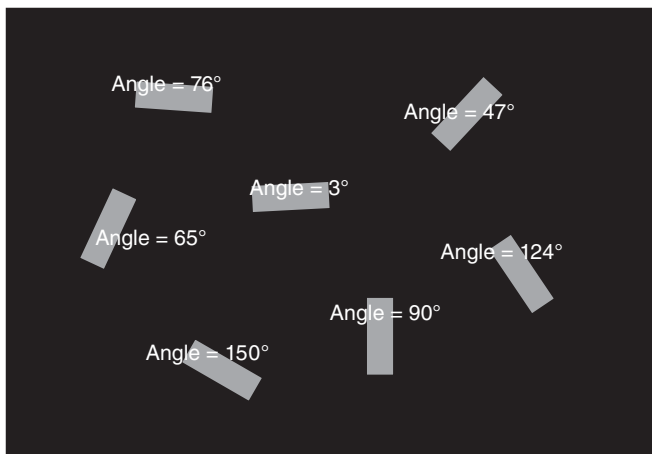 Angle = 76°
Angle = 47°
Angle = 3°
Angle = 65°
Angle = 124°
Angle = 90°
Angle = 150°